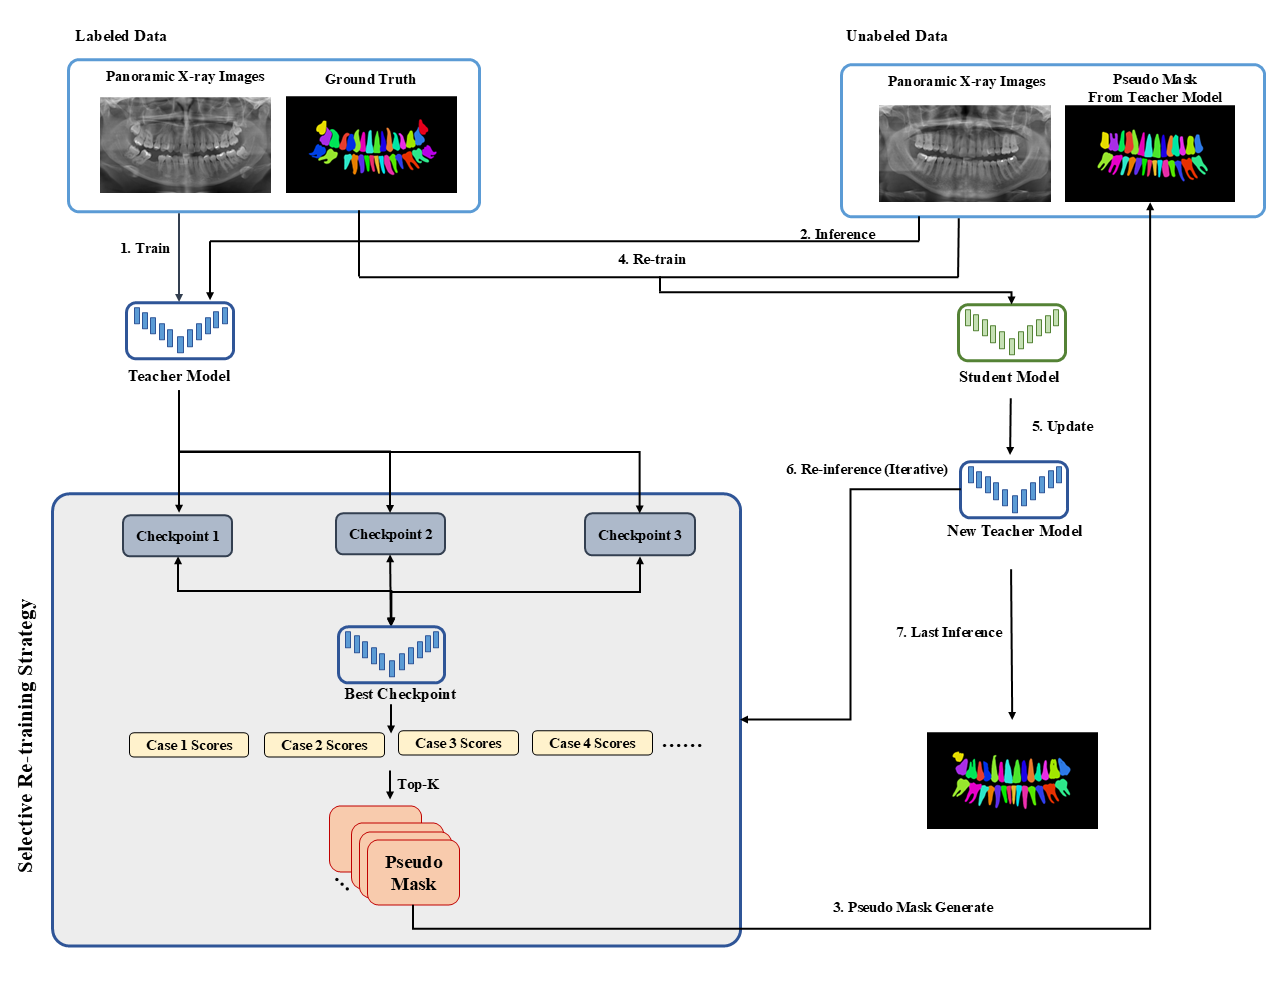 Labeled Data
Unabeled Data
Panoramic X-ray Images
Ground Truth
Panoramic X-ray Images
Pseudo Mask
From Teacher Model
1. Train
2. Inference
4. Re-train
Teacher Model
Student Model
5. Update
6. Re-inference (Iterative)
New Teacher Model
Checkpoint 1
Checkpoint 2
Checkpoint 3
Selective Re-training Strategy
7. Last Inference
Best Checkpoint
Case 1 Scores
Case 2 Scores
Case 3 Scores
Case 4 Scores
......
Top-K
Pseudo
Mask
...
3. Pseudo Mask Generate